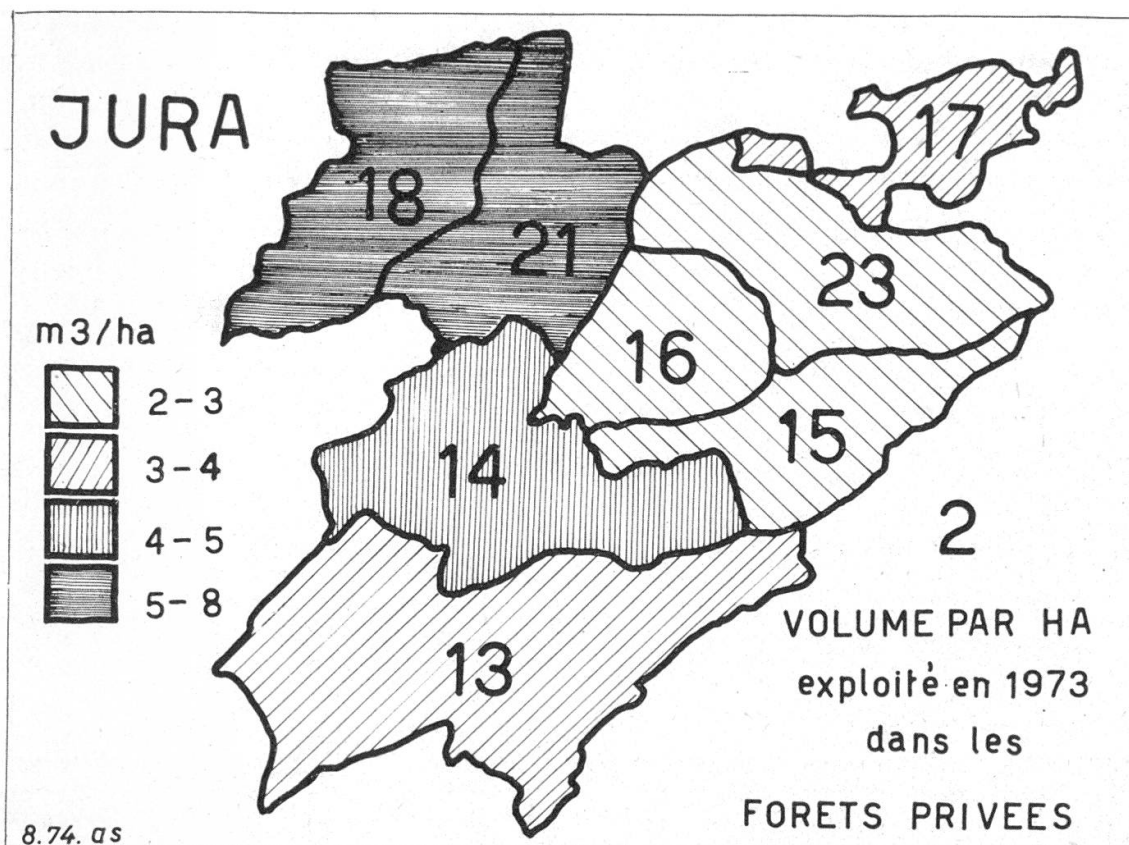 JURA
17
18
21
23
m3/ha
16
2-3
15
3-4
14
4-5
2
5-8
VOLUME PAR HA
13
exploité en 1973
dans les
FORETS PRIVEES
8.74. as